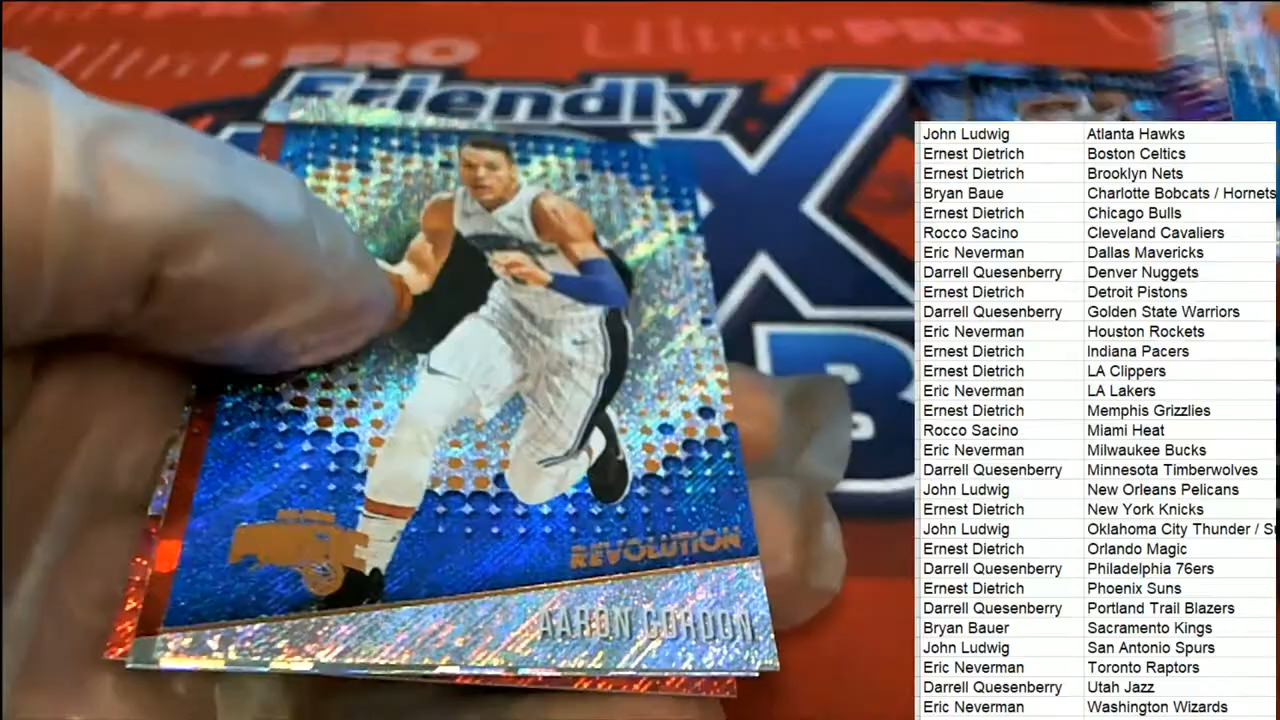 Ultra•PRO
Ultra•PRO
U
Friendly
X
B
REVOLUTION
AARON GORDON
John Ludwig Atlanta Hawks
Ernest Dietrich Boston Celtics
Ernest Dietrich Brooklyn Nets
Bryan Baue Charlotte Bobcats / Hornets
Ernest Dietrich Chicago Bulls
Rocco Sacino Cleveland Cavaliers
Eric Neverman Dallas Mavericks
Darrell Quesenberry Denver Nuggets
Ernest Dietrich Detroit Pistons
Darrell Quesenberry Golden State Warriors
Eric Neverman Houston Rockets
Ernest Dietrich Indiana Pacers
Ernest Dietrich LA Clippers
Eric Neverman LA Lakers
Ernest Dietrich Memphis Grizzlies
Rocco Sacino Miami Heat
Eric Neverman Milwaukee Bucks
Darrell Quesenberry Minnesota Timberwolves
John Ludwig New Orleans Pelicans
Ernest Dietrich New York Knicks
John Ludwig Oklahoma City Thunder / S
Ernest Dietrich Orlando Magic
Darrell Quesenberry Philadelphia 76ers
Ernest Dietrich Phoenix Suns
Darrell Quesenberry Portland Trail Blazers
Bryan Bauer Sacramento Kings
John Ludwig San Antonio Spurs
Eric Neverman Toronto Raptors
Darrell Quesenberry Utah Jazz
Eric Neverman Washington Wizards